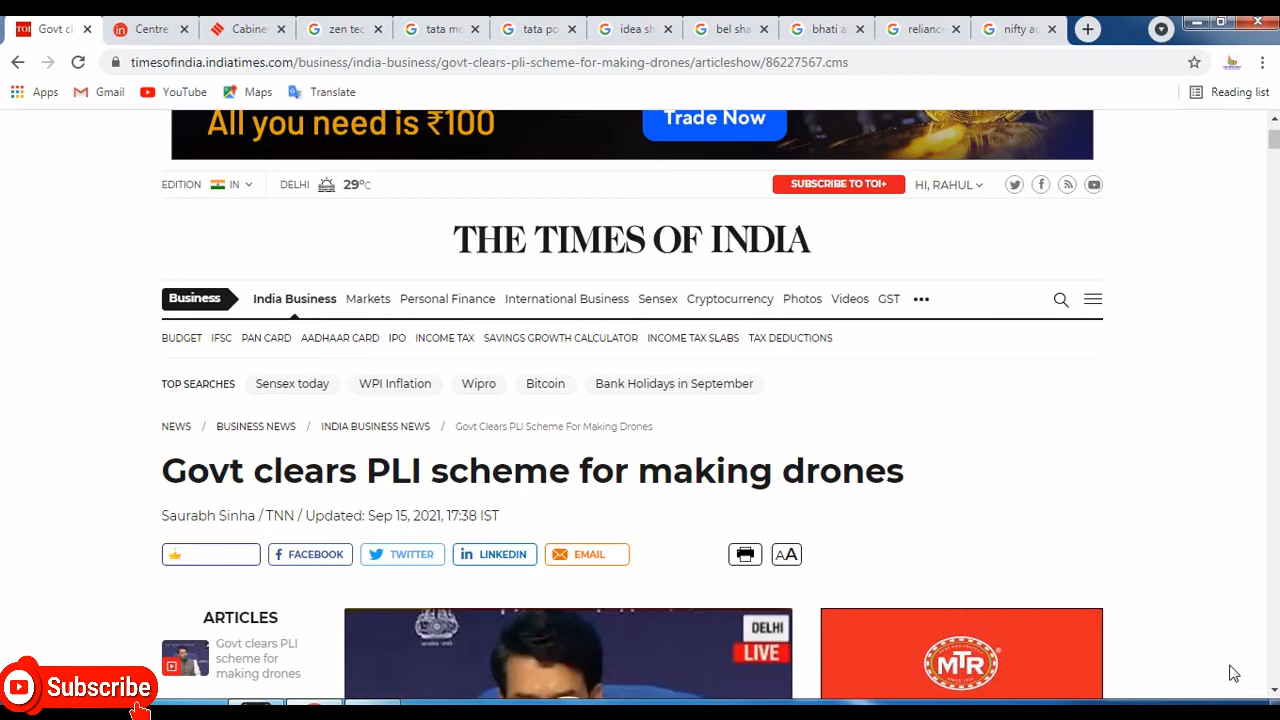 Govt cl
Centre
Cabine
zen tec
tata mo
tata po
idea sh
bel sha
bhati a
relianc
nifty au
timesofindia.indiatimes.com/business/india-business/govt-clears-pli-scheme-for-making-drones/articleshow/86227567.cms
Apps Gmail YouTube Maps Translate Reading list
All you need is ₹100 Trade Now
EDITION IN DELHI 29°C SUBSCRIBE TO TOI+ HI, RAHUL
THE TIMES OF INDIA
Business India Business Markets Personal Finance International Business Sensex Cryptocurrency Photos Videos GST •••
BUDGET IFSC PAN CARD AADHAAR CARD IPO INCOME TAX SAVINGS GROWTH CALCULATOR INCOME TAX SLABS TAX DEDUCTIONS
TOP SEARCHES Sensex today WPI Inflation Wipro Bitcoin Bank Holidays in September
NEWS / BUSINESS NEWS / INDIA BUSINESS NEWS / Govt Clears PLI Scheme For Making Drones
Govt clears PLI scheme for making drones
Saurabh Sinha / TNN / Updated: Sep 15, 2021, 17:38 IST
FACEBOOK TWITTER LINKEDIN EMAIL AA
ARTICLES
Govt clears PLI
scheme for
making drones
DELHI
LIVE
MTR
Subscribe